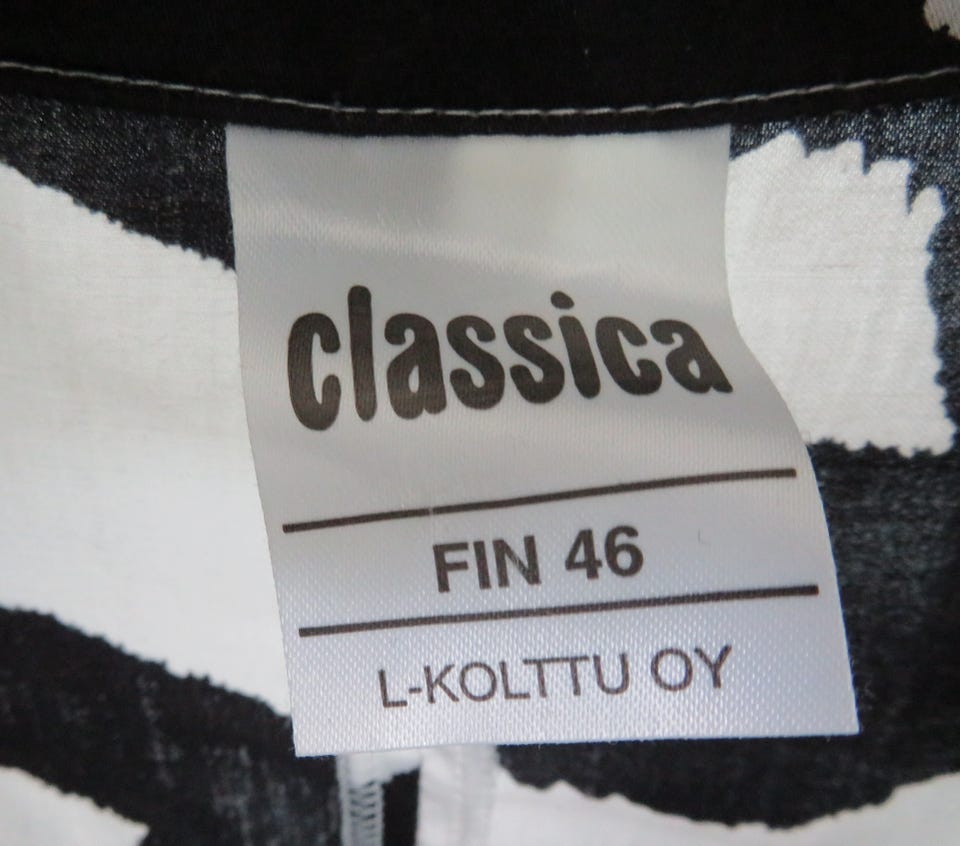 classica
FIN 46
L-KOLTTU OY